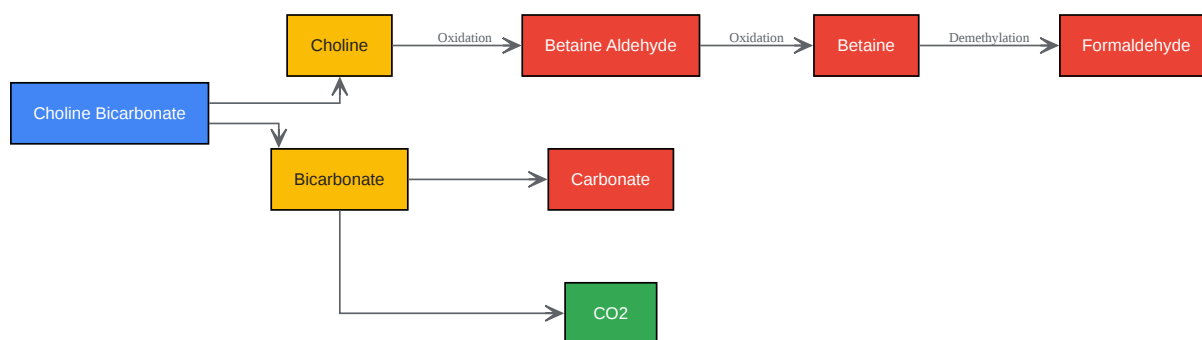 Choline
Oxidation
Betaine Aldehyde
Oxidation
Betaine
Demethylation
Formaldehyde
Choline Bicarbonate
Bicarbonate
Carbonate
CO2